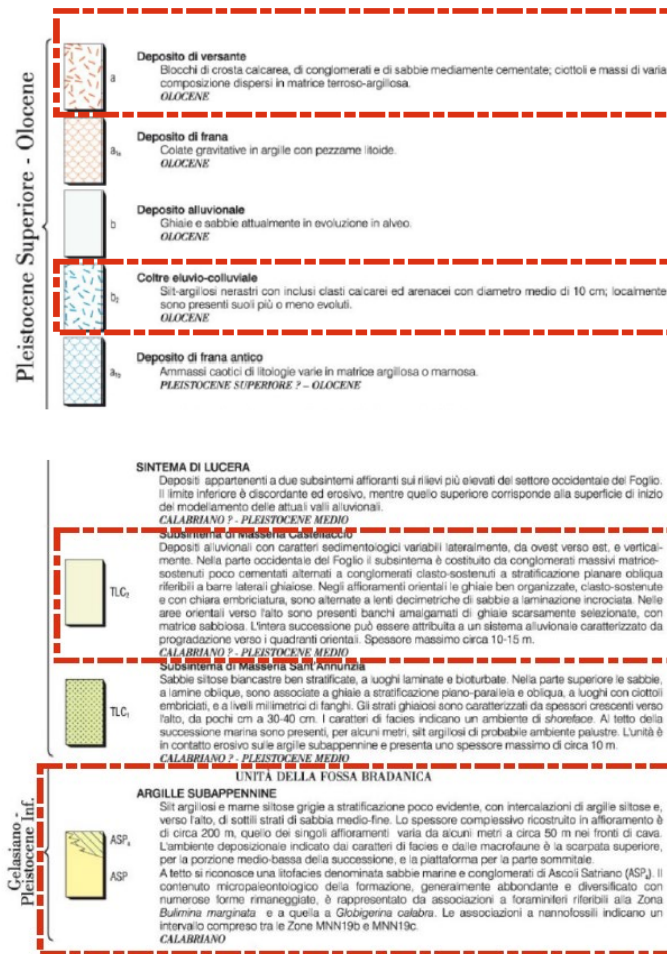 Pleistocene Superiore - Olocene
a
Deposito di versante
Blocchi di crosta calcarea, di conglomerati e di sabbie mediamente cementate; ciottoli e massi di varia
composizione dispersi in matrice terroso-argillosa.
OLOCENE
a1a
Deposito di frana
Colate gravitative in argille con pezzame litoide.
OLOCENE
b
Deposito alluvionale
Ghiaie e sabbie attualmente in evoluzione in alveo.
OLOCENE
b2
Coltre eluvio-colluviale
Silt-argillosi nerastri con inclusi clasti calcarei ed arenacei con diametro medio di 10 cm; localmente
sono presenti suoli più o meno evoluti.
OLOCENE
a1b
Deposito di frana antico
Ammassi caotici di litologie varie in matrice argillosa o marnosa.
PLEISTOCENE SUPERIORE ? – OLOCENE
SINTEMA DI LUCERA
Depositi appartenenti a due subsintemi affioranti sui rilievi più elevati del settore occidentale del Foglio.
Il limite inferiore è discordante ed erosivo, mentre quello superiore corrisponde alla superficie di inizio
del modellamento delle attuali valli alluvionali.
CALABRIANO ? - PLEISTOCENE MEDIO
Subsintema di Masseria Castellaccio
TLC2
Depositi alluvionali con caratteri sedimentologici variabili lateralmente, da ovest verso est, e vertical-
mente. Nella parte occidentale del Foglio il subsintema è costituito da conglomerati massivi matrice-
sostenuti poco cementati alternati a conglomerati clasto-sostenuti a stratificazione planare obliqua
riferibili a barre laterali ghiaiose. Negli affioramenti orientali le ghiaie ben organizzate, clasto-sostenute
e con chiara embriciatura, sono alternate a lenti decimetriche di sabbie a laminazione incrociata. Nelle
aree orientali verso l'alto sono presenti banchi amalgamati di ghiaie scarsamente selezionate, con
matrice sabbiosa. L'intera successione può essere attribuita a un sistema alluvionale caratterizzato da
progradazione verso i quadranti orientali. Spessore massimo circa 10-15 m.
CALABRIANO ? - PLEISTOCENE MEDIO
Subsintema di Masseria Sant'Annunzia
TLC1
Sabbie siltose biancastre ben stratificate, a luoghi laminate e bioturbate. Nella parte superiore le sabbie,
a lamine oblique, sono associate a ghiaie a stratificazione piano-parallela e obliqua, a luoghi con ciottoli
embriciati, e a livelli millimetrici di fanghi. Gli strati ghiaiosi sono caratterizzati da spessori crescenti verso
l'alto, da pochi cm a 30-40 cm. I caratteri di facies indicano un ambiente di shoreface. Al tetto della
successione marina sono presenti, per alcuni metri, silt argillosi di probabile ambiente palustre. L'unità è
in contatto erosivo sulle argille subappennine e presenta uno spessore massimo di circa 10 m.
CALABRIANO ? - PLEISTOCENE MEDIO
UNITÀ DELLA FOSSA BRADANICA
Gelasiano -
Pleistocene Inf.
ARGILLE SUBAPPENNINE
ASPa
ASP
Silt argillosi e marne siltose grigie a stratificazione poco evidente, con intercalazioni di argille siltose e,
verso l'alto, di sottili strati di sabbia medio-fine. Lo spessore complessivo ricostruito in affioramento è
di circa 200 m, quello dei singoli affioramenti varia da alcuni metri a circa 50 m nei fronti di cava.
L'ambiente deposizionale indicato dai caratteri di facies e dalle macrofaune è la scarpata superiore,
per la porzione medio-bassa della successione, e la piattaforma per la parte sommitale.
A tetto si riconosce una litofacies denominata sabbie marine e conglomerati di Ascoli Satriano (ASPa). Il
contenuto micropaleontologico della formazione, generalmente abbondante e diversificato con
numerose forme rimaneggiate, è rappresentato da associazioni a foraminiferi riferibili alla Zona
Bulimina marginata e a quella a Globigerina calabra. Le associazioni a nannofossili indicano un
intervallo compreso tra le Zone MNN19b e MNN19c.
CALABRIANO